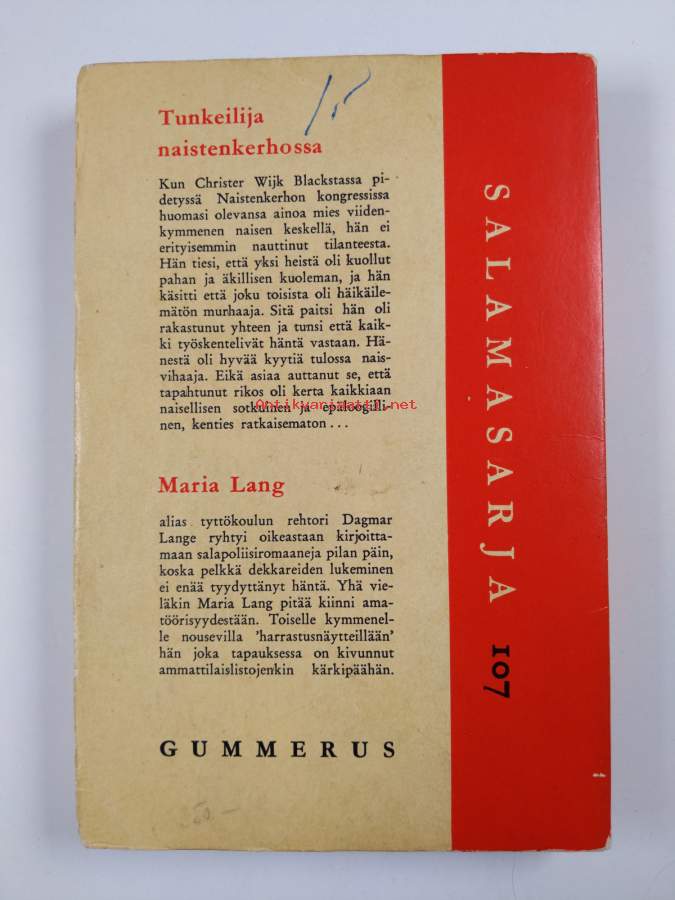 15
Tunkeilija
naistenkerhossa
Kun Christer Wijk Blackstassa pi-
detyssä Naistenkerhon kongressissa
huomasi olevansa ainoa mies viiden-
kymmenen naisen keskellä, hän ei
erityisemmin nauttinut tilanteesta.
Hän tiesi, että yksi heistä oli kuollut
pahan ja äkillisen kuoleman, ja hän
käsitti että joku toisista oli häikäile-
mätön murhaaja. Sitä paitsi hän oli
rakastunut yhteen ja tunsi että kaik-
ki työskentelivät häntä vastaan. Hä-
nestä oli hyvää kyytiä tulossa nais-
vihaaja. Eikä asiaa auttanut se, että
tapahtunut rikos oli kerta kaikkiaan
naisellisen sotkuinen ja epäloogilli-
nen, kenties ratkaisematon...
Antikvariaatti.net
Maria Lang
alias tyttökoulun rehtori Dagmar
Lange ryhtyi oikeastaan kirjoitta-
maan salapoliisiromaaneja pilan päin,
koska pelkkä dekkareiden lukeminen
ei enää tyydyttänyt häntä. Yhä vie-
läkin Maria Lang pitää kiinni ama-
töörisyydestään. Toiselle kymmenel-
le nousevilla 'harrastusnäytteillään'
hän joka tapauksessa on kivunnut
ammattilaislistojenkin kärkipäähän.
GUMMERUS
SALAMASARJA 107